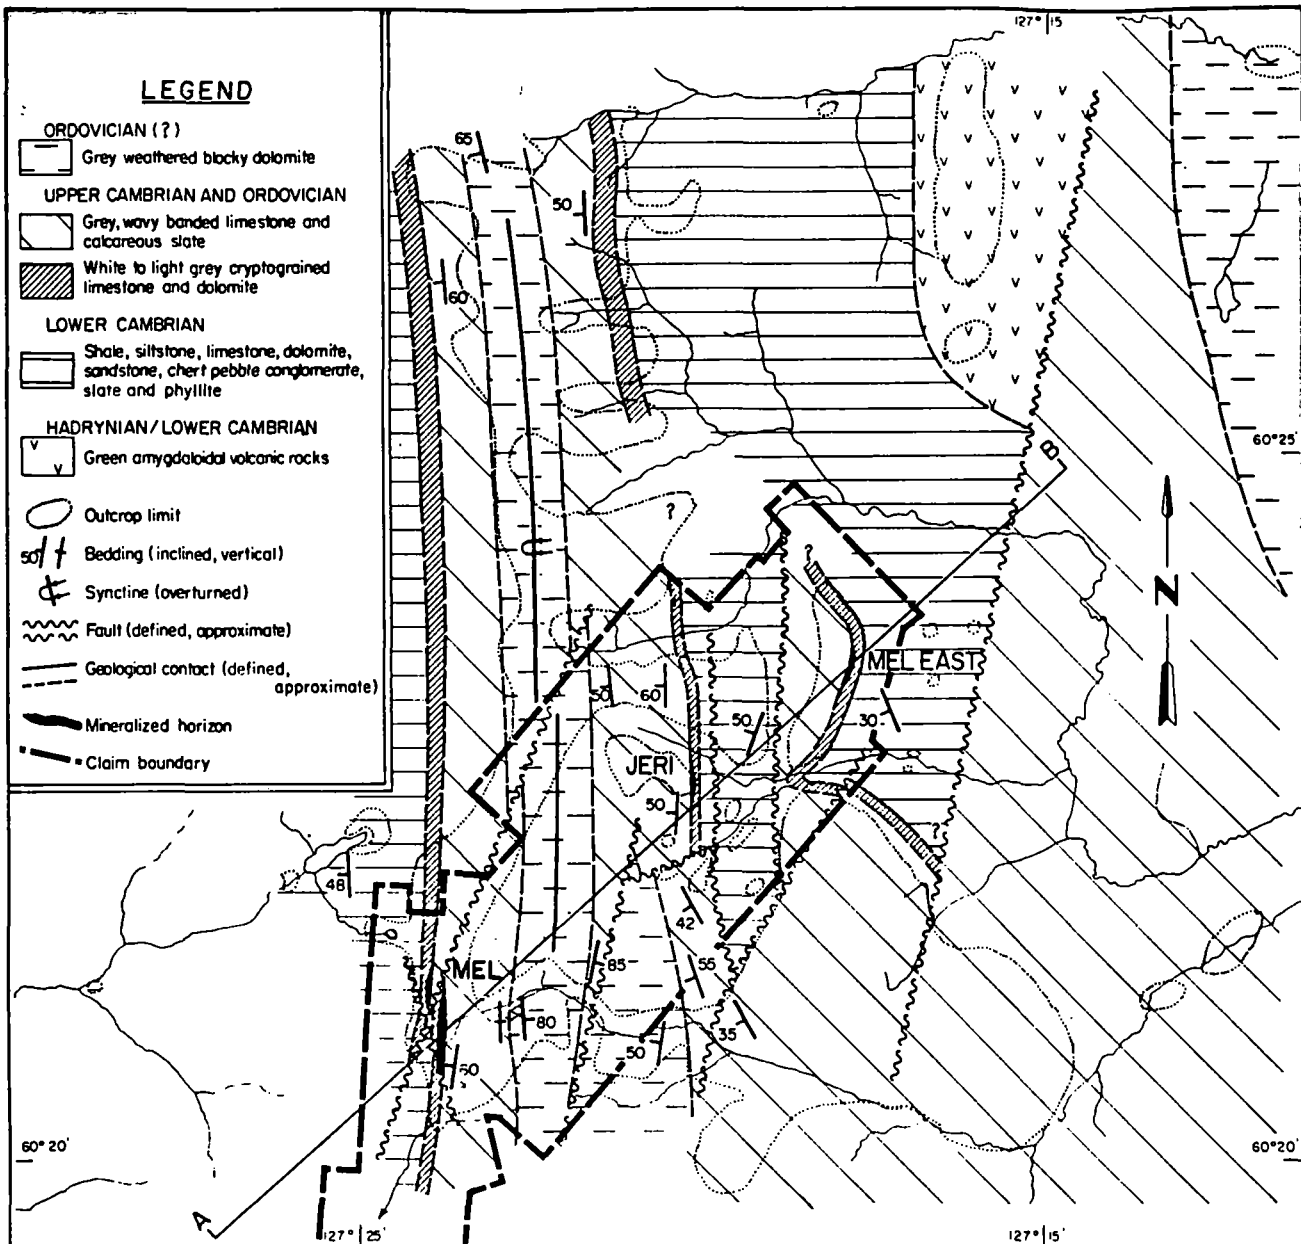 LEGEND
ORDOVICIAN (?)
Grey weathered blocky dolomite
UPPER CAMBRIAN AND ORDOVICIAN
Grey, wavy banded limestone and
calcareous slate
White to light grey cryptograined
limestone and dolomite
LOWER CAMBRIAN
Shale, siltstone, limestone, dolomite,
sandstone, chert pebble conglomerate,
slate and phyllite
HADRYNIAN/LOWER CAMBRIAN
v
v
Green amygdaloidal volcanic rocks
Outcrop limit
50 Bedding (inclined, vertical)
Syncline (overturned)
Fault (defined, approximate)
Geological contact (defined,
approximate)
Mineralized horizon
Claim boundary
127° 15
65
50
60
60° 25'
B
N
?
?
MEL EAST
50
60
50
30
JERI
50
48
42
MEL
85
55
80
35
50
60
?
60° 20'
60° 20'
A
127° 25'
127° 15'